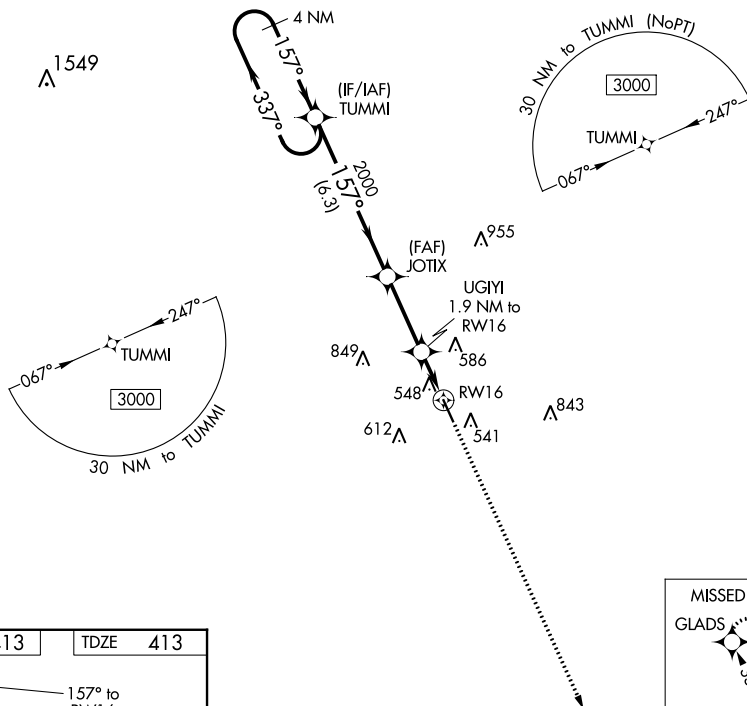 1549
4 NM
157°
337°
(IF/IAF)
TUMMI
30 NM to TUMMI (NoPT)
3000
TUMMI
247°
067°
2000
157°
(6.3)
(FAF)
JOTIX
955
UGIYI
1.9 NM to
RW16
586
849
548
RW16
541
843
612
247°
TUMMI
067°
3000
30 NM to TUMMI
MISSED
GLADS
13
TDZE 413
157° to